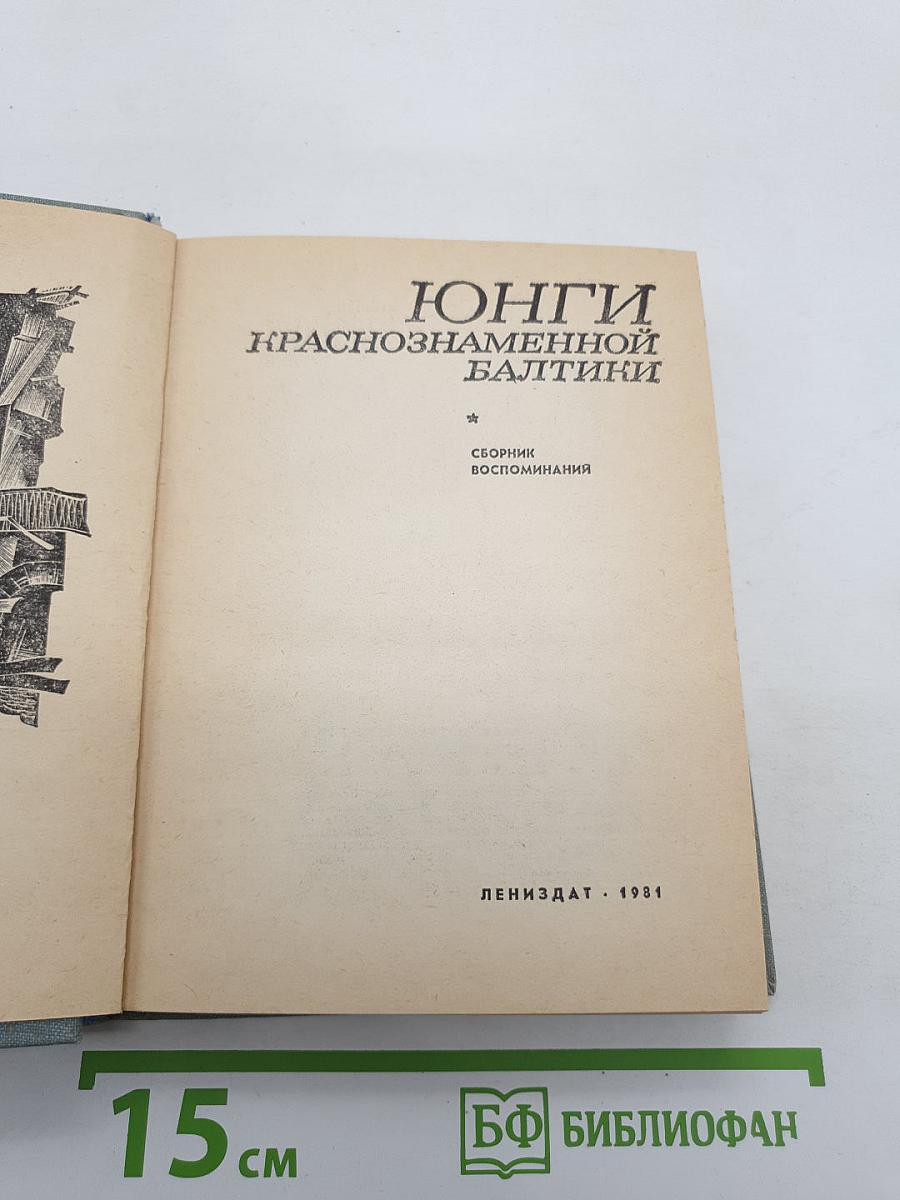 ЮНГИ
КРАСНОЗНАМЕННОЙ
БАЛТИКИ
СБОРНИК
ВОСПОМИНАНИЙ
ЛЕНИЗДАТ · 1981
15 см
БФ БИБЛИОФАН